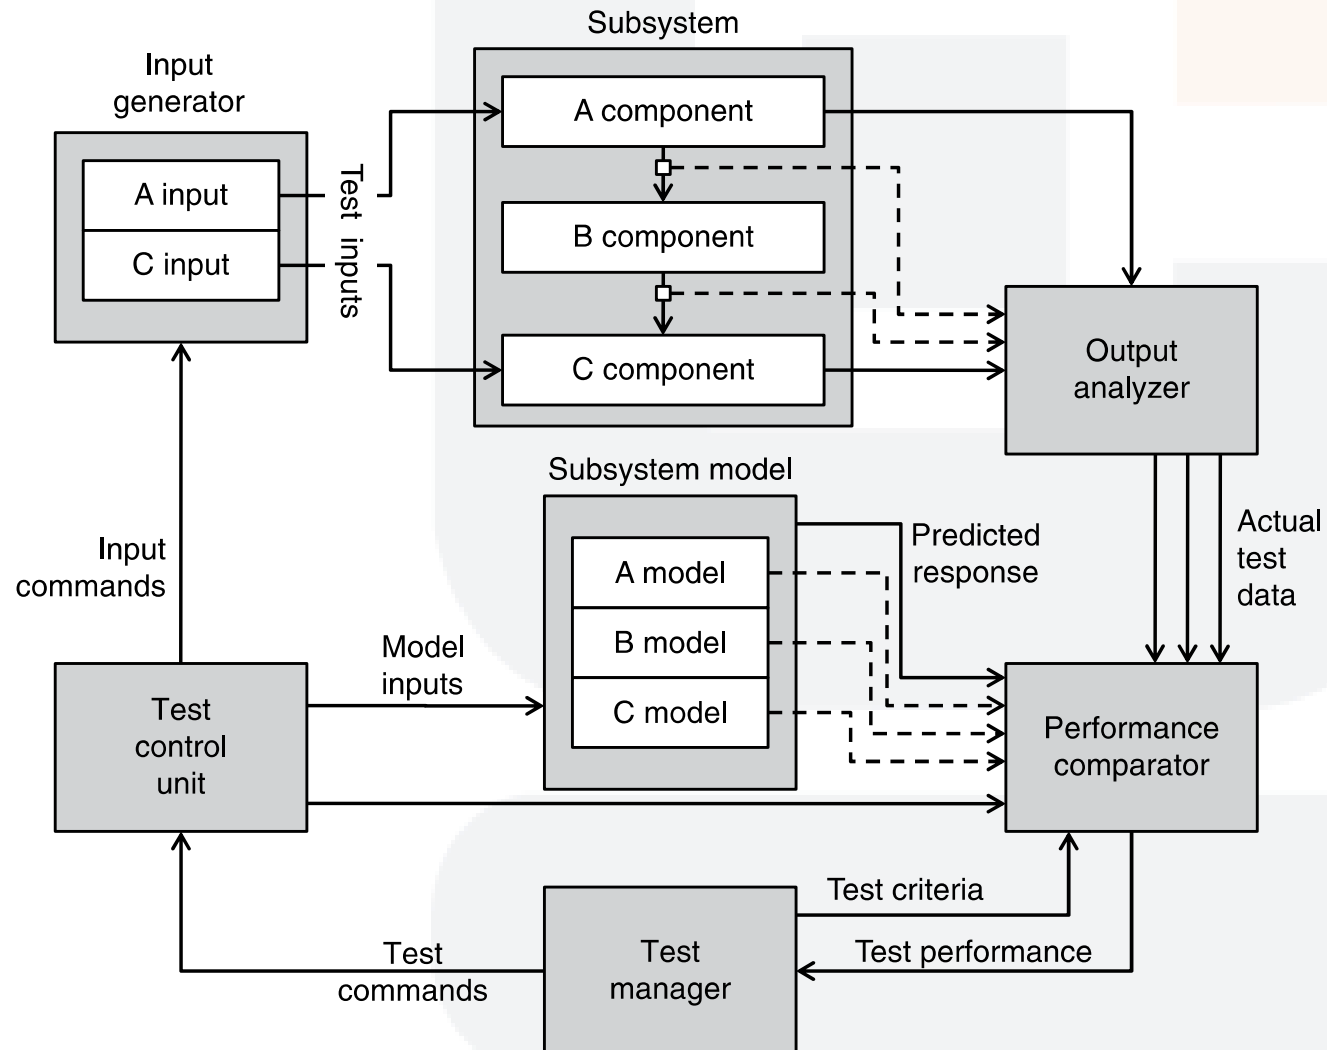 Subsystem
Input
generator
A component
A input
Test inputs
B component
C input
C component
Output
analyzer
Subsystem model
Predicted
response
Actual
test
data
Input
commands
A model
B model
C model
Model
inputs
Test
control
unit
Performance
comparator
Test criteria
Test performance
Test
commands
Test
manager